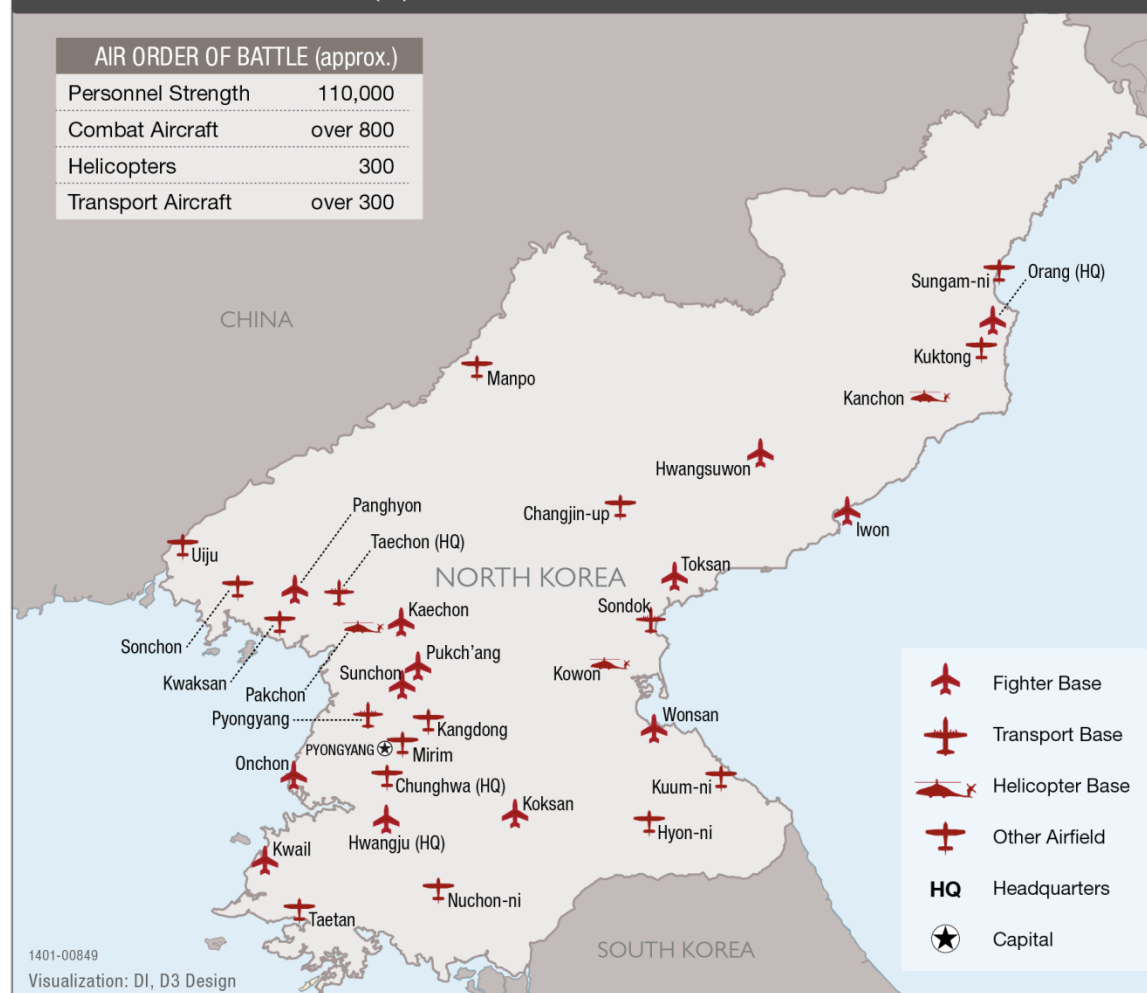 AIR ORDER OF BATTLE (approx.)
Personnel Strength 110,000
Combat Aircraft over 800
Helicopters 300
Transport Aircraft over 300
CHINA
Sungam-ni
Orang (HQ)
Kuktong
Manpo
Kanchon
Hwangsuwon
Panghyon
Changjin-up
Iwon
Uiju
Taechon (HQ)
NORTH KOREA
Toksan
Sondok
Kaechon
Sonchon
Pukch'ang
Kwaksan
Sunchon
Kowon
Pakchon
Pyongyang
Kangdong
Wonsan
PYONGYANG
Mirim
Onchon
Chunghwa (HQ)
Kuum-ni
Koksan
Hwangju (HQ)
Hyon-ni
Kwail
Nuchon-ni
Taetan
SOUTH KOREA
Fighter Base
Transport Base
Helicopter Base
Other Airfield
HQ Headquarters
Capital
1401-00849
Visualization: DI, D3 Design